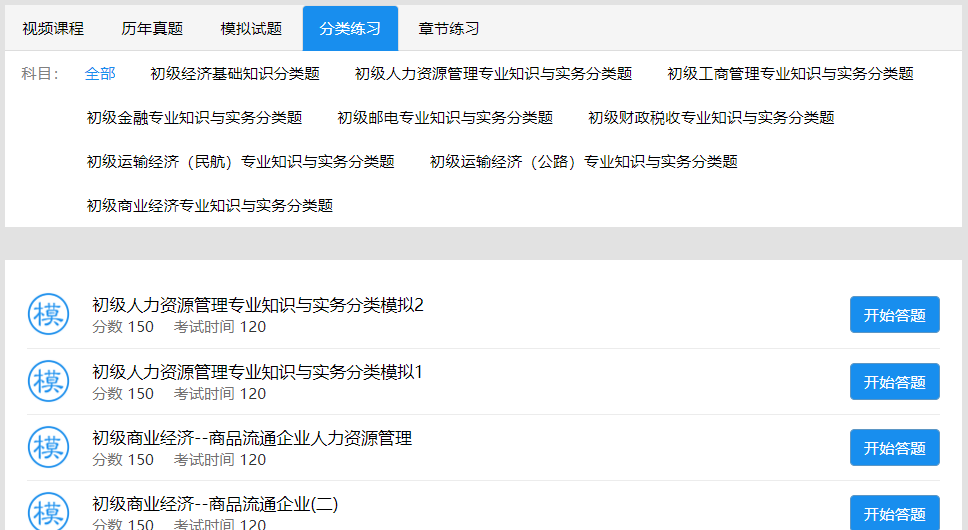 视频课程 历年真题 模拟试题 分类练习 章节练习
科目： 全部 初级经济基础知识分类题 初级人力资源管理专业知识与实务分类题 初级工商管理专业知识与实务分类题
初级金融专业知识与实务分类题 初级邮电专业知识与实务分类题 初级财政税收专业知识与实务分类题
初级运输经济（民航）专业知识与实务分类题 初级运输经济（公路）专业知识与实务分类题
初级商业经济专业知识与实务分类题
模 初级人力资源管理专业知识与实务分类模拟2
分数 150 考试时间 120 开始答题
模 初级人力资源管理专业知识与实务分类模拟1
分数 150 考试时间 120 开始答题
模 初级商业经济--商品流通企业人力资源管理
分数 150 考试时间 120 开始答题
模 初级商业经济--商品流通企业(二)
分数 150 考试时间 120 开始答题